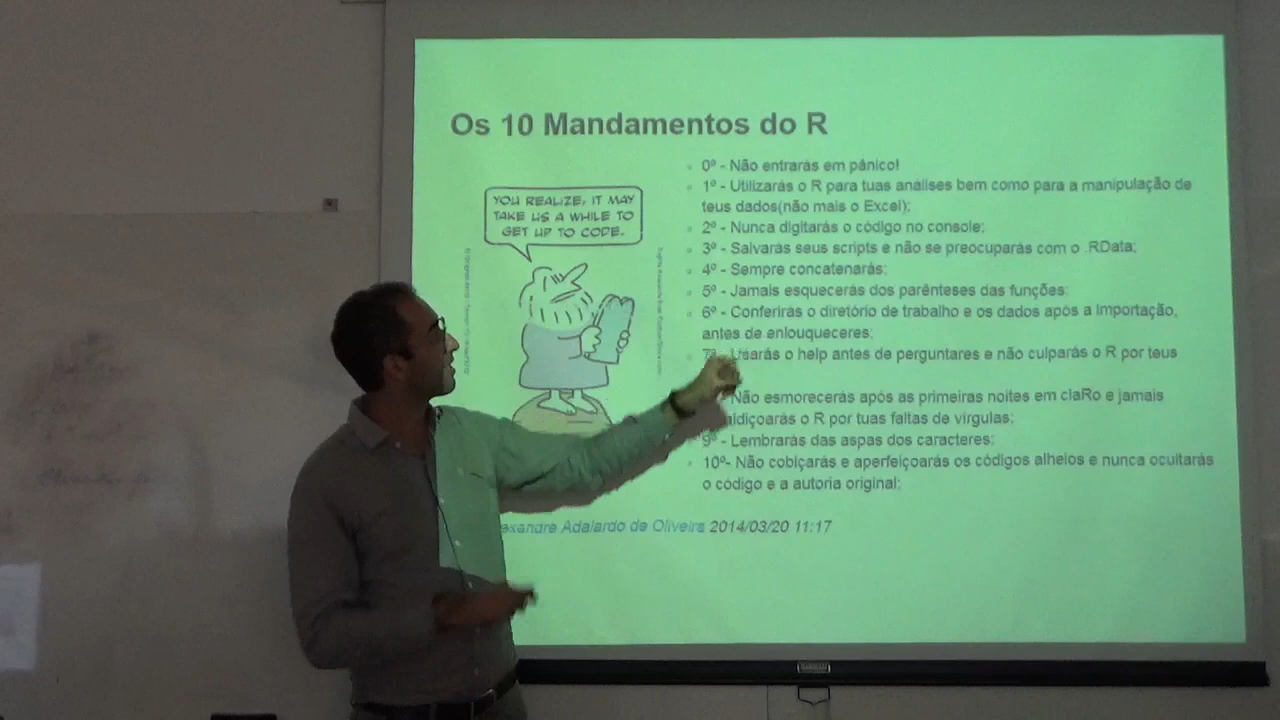 Os 10 Mandamentos do R
YOU REALIZE, IT MAY
TAKE US A WHILE TO
GET UP TO CODE.
0º - Não entrarás em pânico!
1º - Utilizarás o R para tuas análises bem como para a manipulação de
teus dados(não mais o Excel);
2º - Nunca digitarás o código no console;
3º - Salvarás seus scripts e não se preocuparás com o .RData;
4º - Sempre concatenarás;
5º - Jamais esquecerás dos parênteses das funções;
6º - Conferirás o diretório de trabalho e os dados após a importação,
antes de enlouqueceres;
Usarás o help antes de perguntares e não culparás o R por teus
Não esmorecerás após as primeiras noites em claRo e jamais
o R por tuas faltas de vírgulas;
9º - Lembrarás das aspas dos caracteres;
10º- Não cobiçarás e aperfeiçoarás os códigos alheios e nunca ocultarás
o código e a autoria original;
Adalardo de Oliveira 2014/03/20 11:17